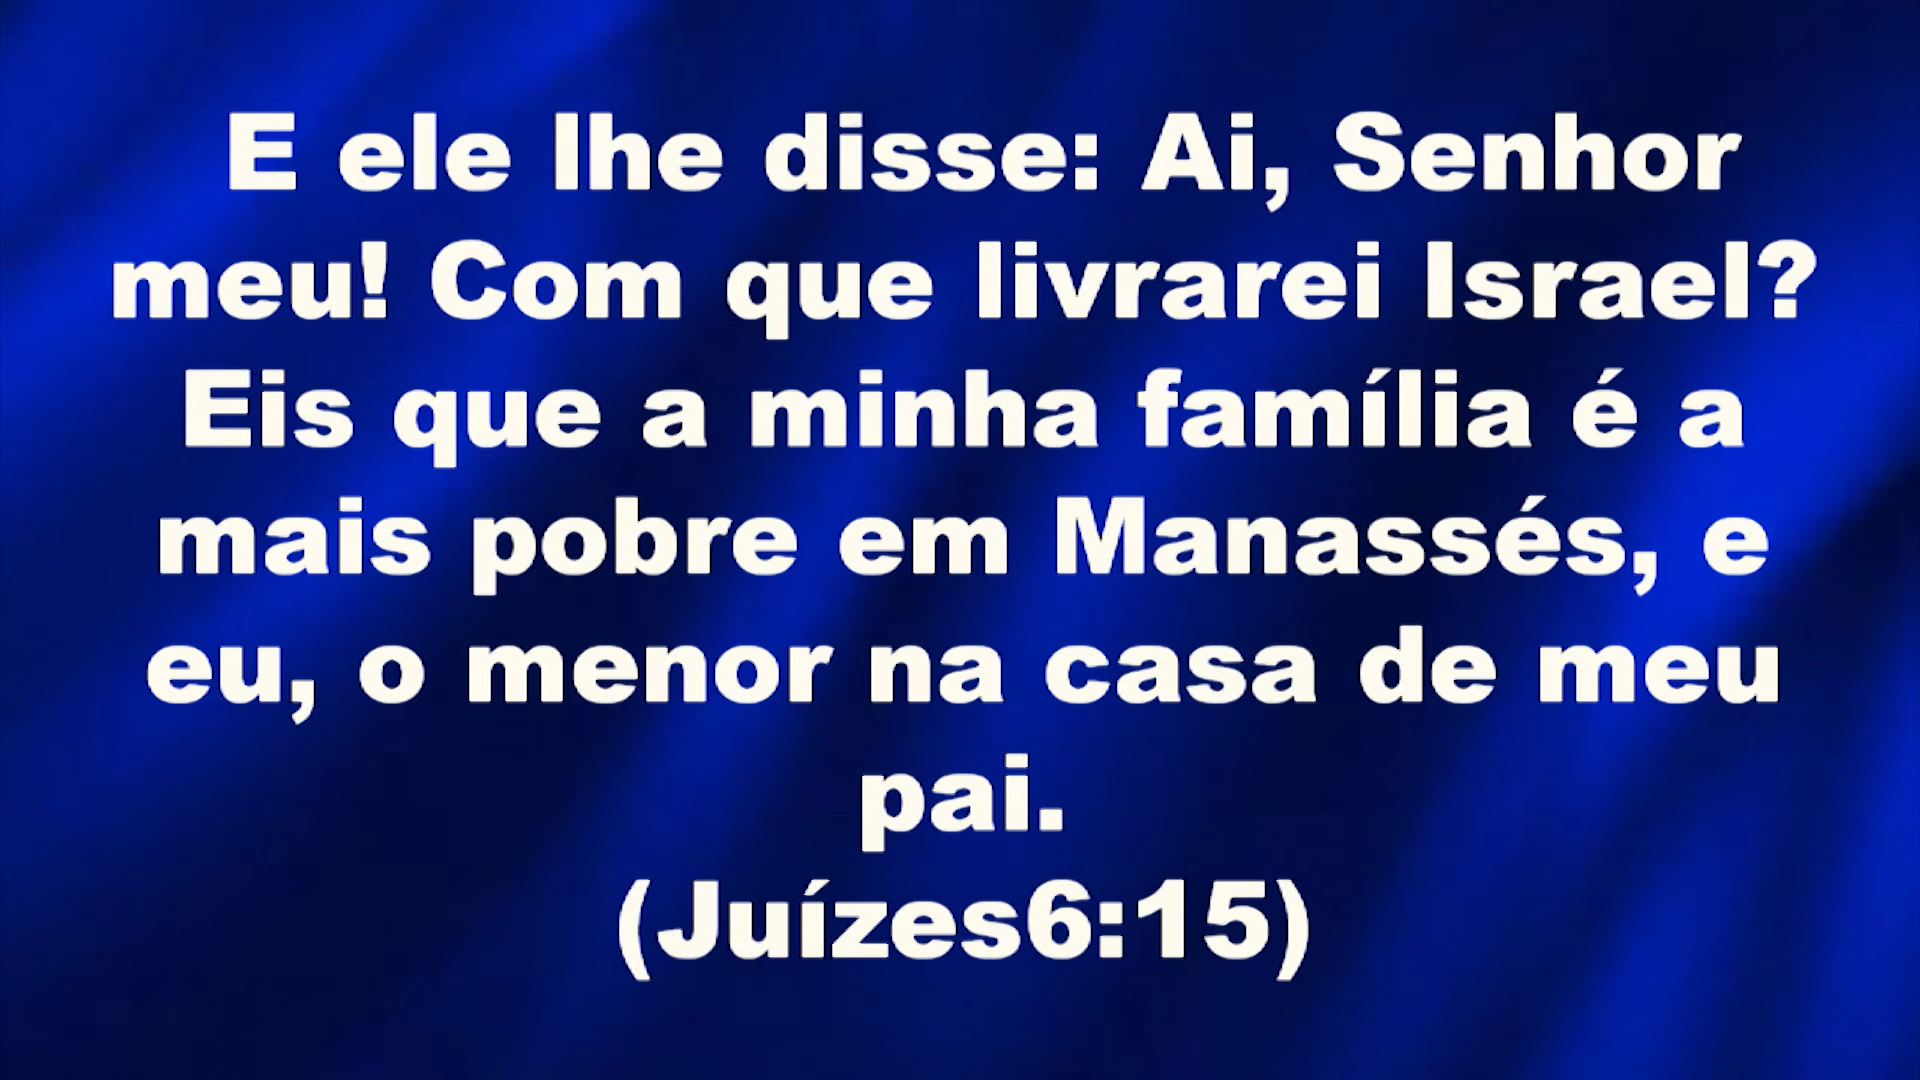 E ele lhe disse: Ai, Senhor
meu! Com que livrarei Israel?
Eis que a minha família é a
mais pobre em Manassés, e
eu, o menor na casa de meu
pai.
(Juízes6:15)